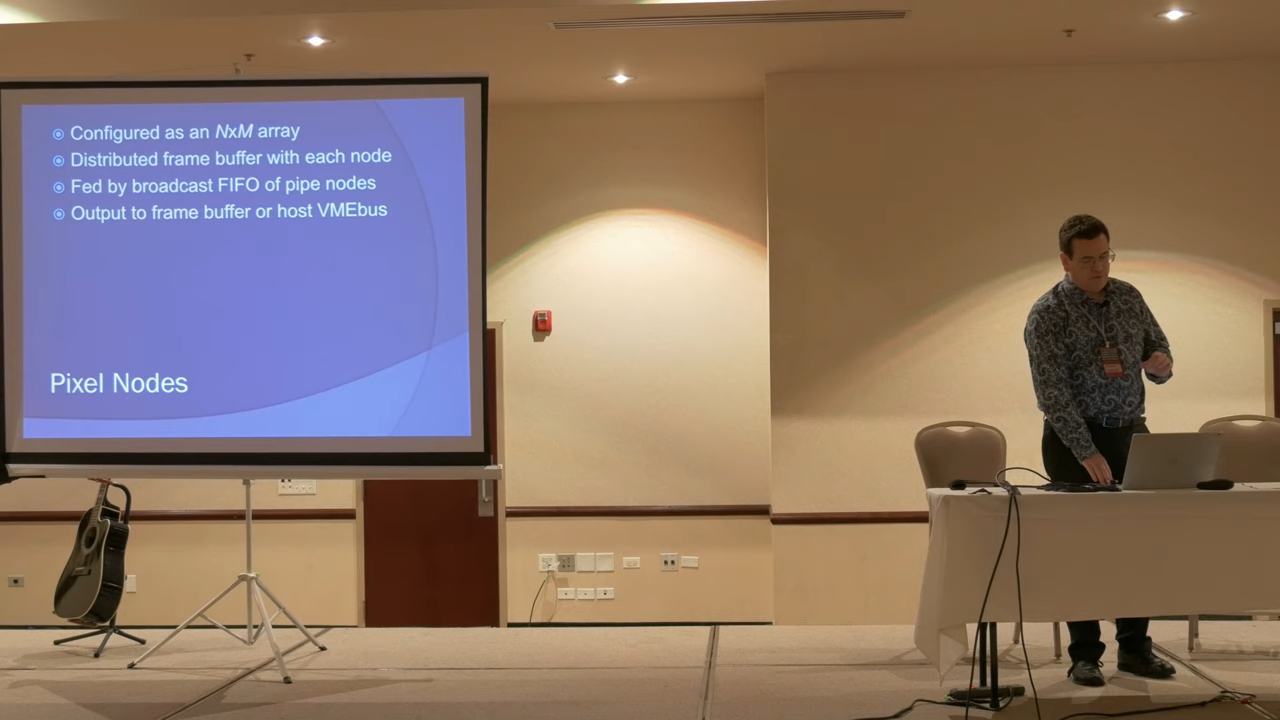 Configured as an NxM array
Distributed frame buffer with each node
Fed by broadcast FIFO of pipe nodes
Output to frame buffer or host VMEbus
Pixel Nodes